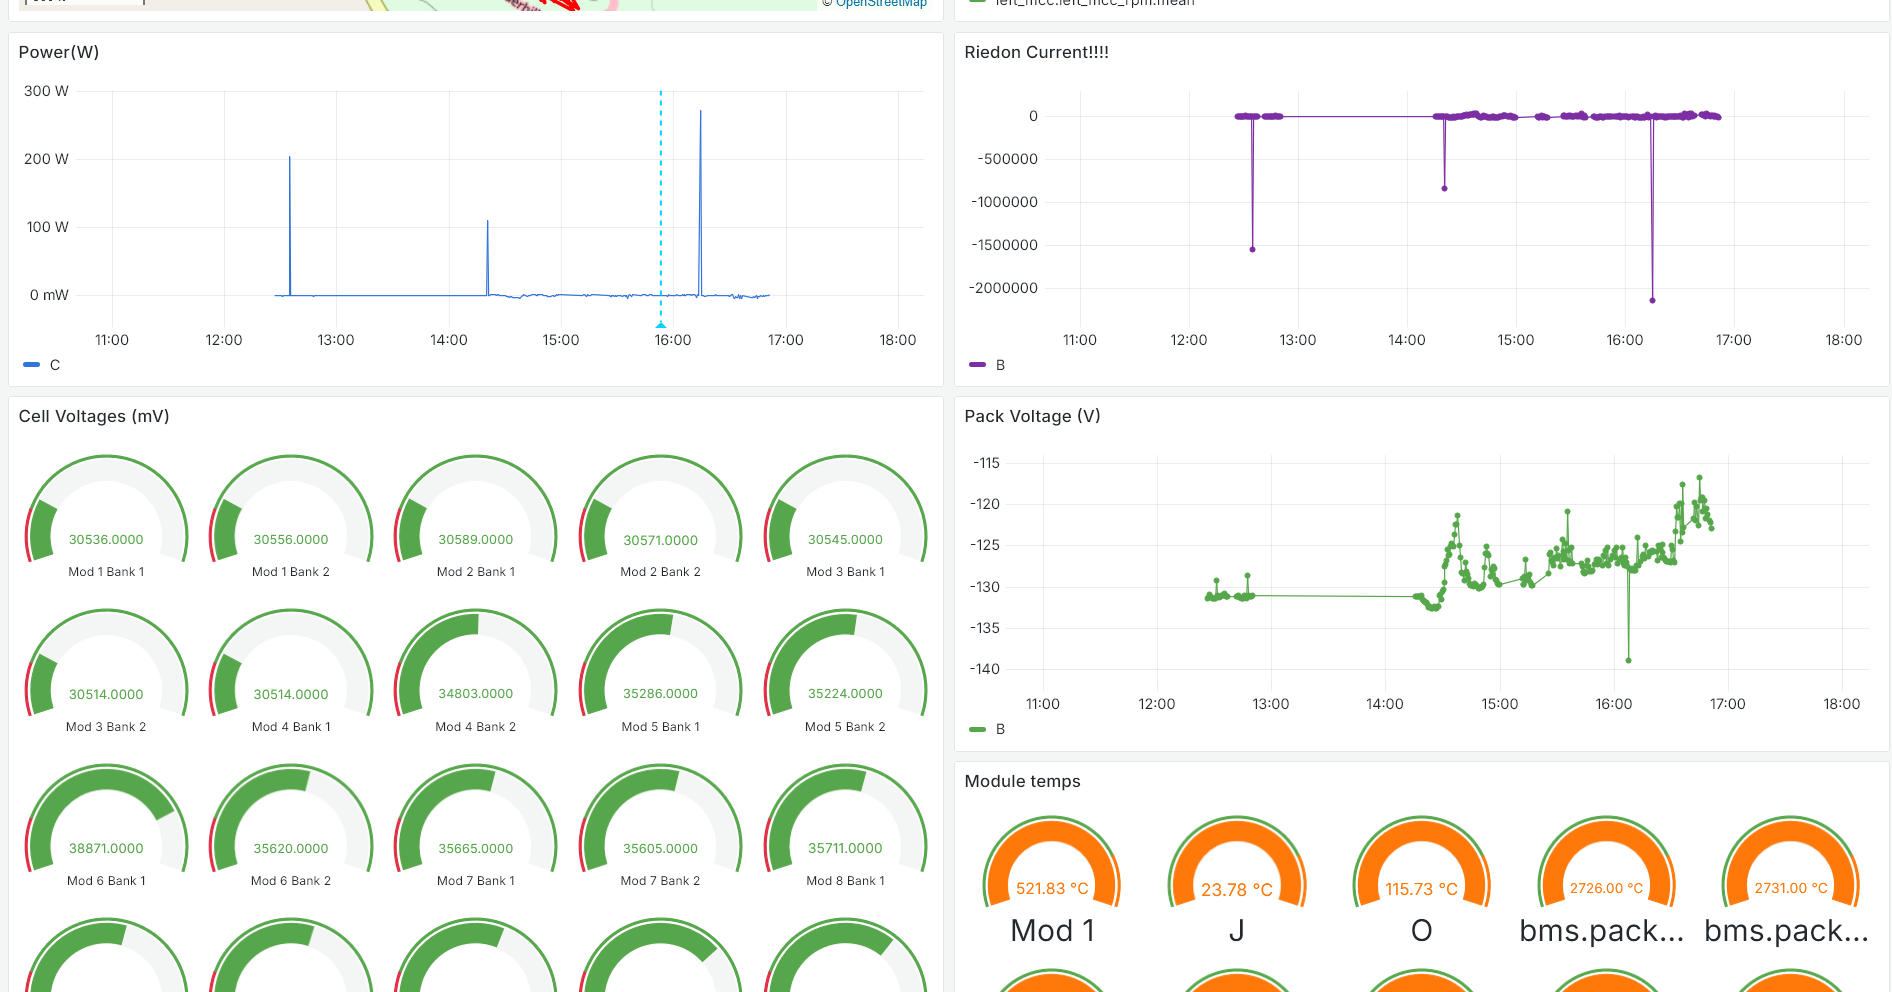 © OpenStreetMap
left_mcc.left_mcc_rpm.mean
Power(W)
300 W
200 W
100 W
0 mW
11:00 12:00 13:00 14:00 15:00 16:00 17:00 18:00
C
Riedon Current!!!!
0
-500000
-1000000
-1500000
-2000000
11:00 12:00 13:00 14:00 15:00 16:00 17:00 18:00
B
Cell Voltages (mV)
30536.0000 30556.0000 30589.0000 30571.0000 30545.0000
Mod 1 Bank 1 Mod 1 Bank 2 Mod 2 Bank 1 Mod 2 Bank 2 Mod 3 Bank 1
30514.0000 30514.0000 34803.0000 35286.0000 35224.0000
Mod 3 Bank 2 Mod 4 Bank 1 Mod 4 Bank 2 Mod 5 Bank 1 Mod 5 Bank 2
38871.0000 35620.0000 35665.0000 35605.0000 35711.0000
Mod 6 Bank 1 Mod 6 Bank 2 Mod 7 Bank 1 Mod 7 Bank 2 Mod 8 Bank 1
Pack Voltage (V)
-115
-120
-125
-130
-135
-140
11:00 12:00 13:00 14:00 15:00 16:00 17:00 18:00
B
Module temps
521.83 °C 23.78 °C 115.73 °C 2726.00 °C 2731.00 °C
Mod 1 J O bms.pack... bms.pack...